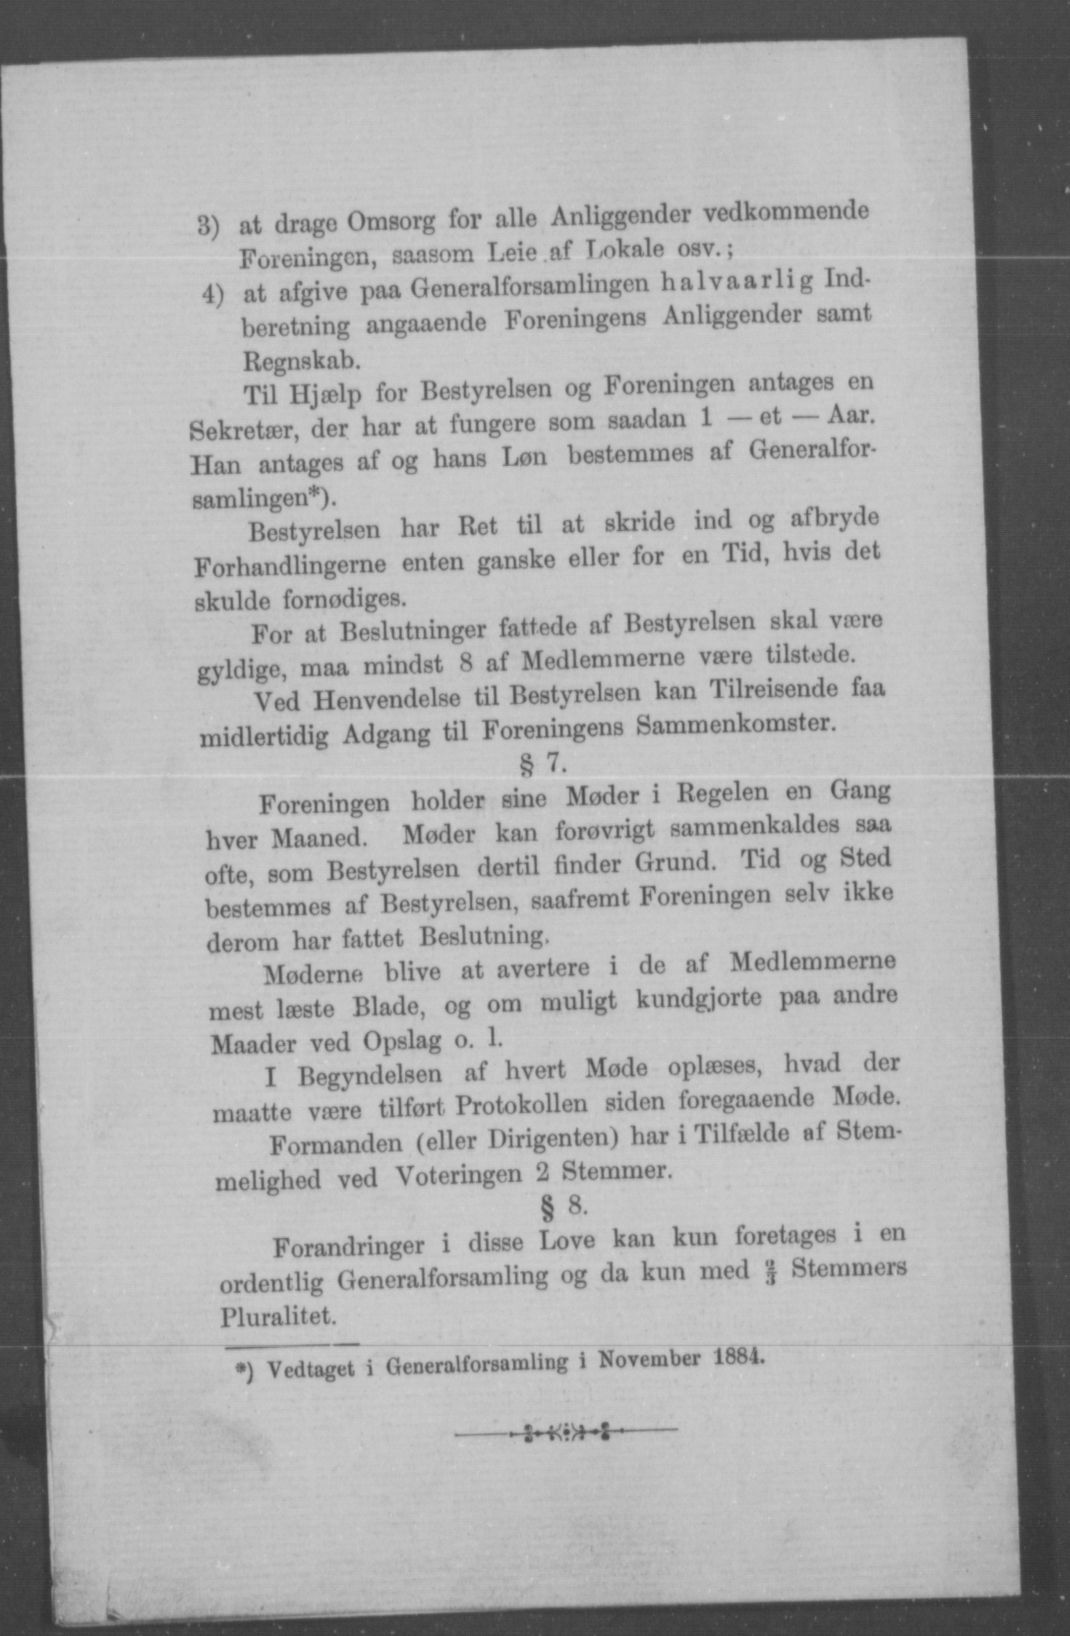 3) at drage Omsorg for alle Anliggender vedkommende
Foreningen, saasom Leie af Lokale osv.;
4) at afgive paa Generalforsamlingen halvaarlig Ind-
beretning angaaende Foreningens Anliggender samt
Regnskab.
Til Hjælp for Bestyrelsen og Foreningen antages en
Sekretær, der har at fungere som saadan 1 — et — Aar.
Han antages af og hans Løn bestemmes af Generalfor-
samlingen*).
Bestyrelsen har Ret til at skride ind og afbryde
Forhandlingerne enten ganske eller for en Tid, hvis det
skulde fornødiges.
For at Beslutninger fattede af Bestyrelsen skal være
gyldige, maa mindst 8 af Medlemmerne være tilstede.
Ved Henvendelse til Bestyrelsen kan Tilreisende faa
midlertidig Adgang til Foreningens Sammenkomster.
§ 7.
Foreningen holder sine Møder i Regelen en Gang
hver Maaned. Møder kan forøvrigt sammenkaldes saa
ofte, som Bestyrelsen dertil finder Grund. Tid og Sted
bestemmes af Bestyrelsen, saafremt Foreningen selv ikke
derom har fattet Beslutning.
Møderne blive at avertere i de af Medlemmerne
mest læste Blade, og om muligt kundgjorte paa andre
Maader ved Opslag o. l.
I Begyndelsen af hvert Møde oplæses, hvad der
maatte være tilført Protokollen siden foregaaende Møde.
Formanden (eller Dirigenten) har i Tilfælde af Stem-
melighed ved Voteringen 2 Stemmer.
§ 8.
Forandringer i disse Love kan kun foretages i en
ordentlig Generalforsamling og da kun med ⅔ Stemmers
Pluralitet.
*) Vedtaget i Generalforsamling i November 1884.